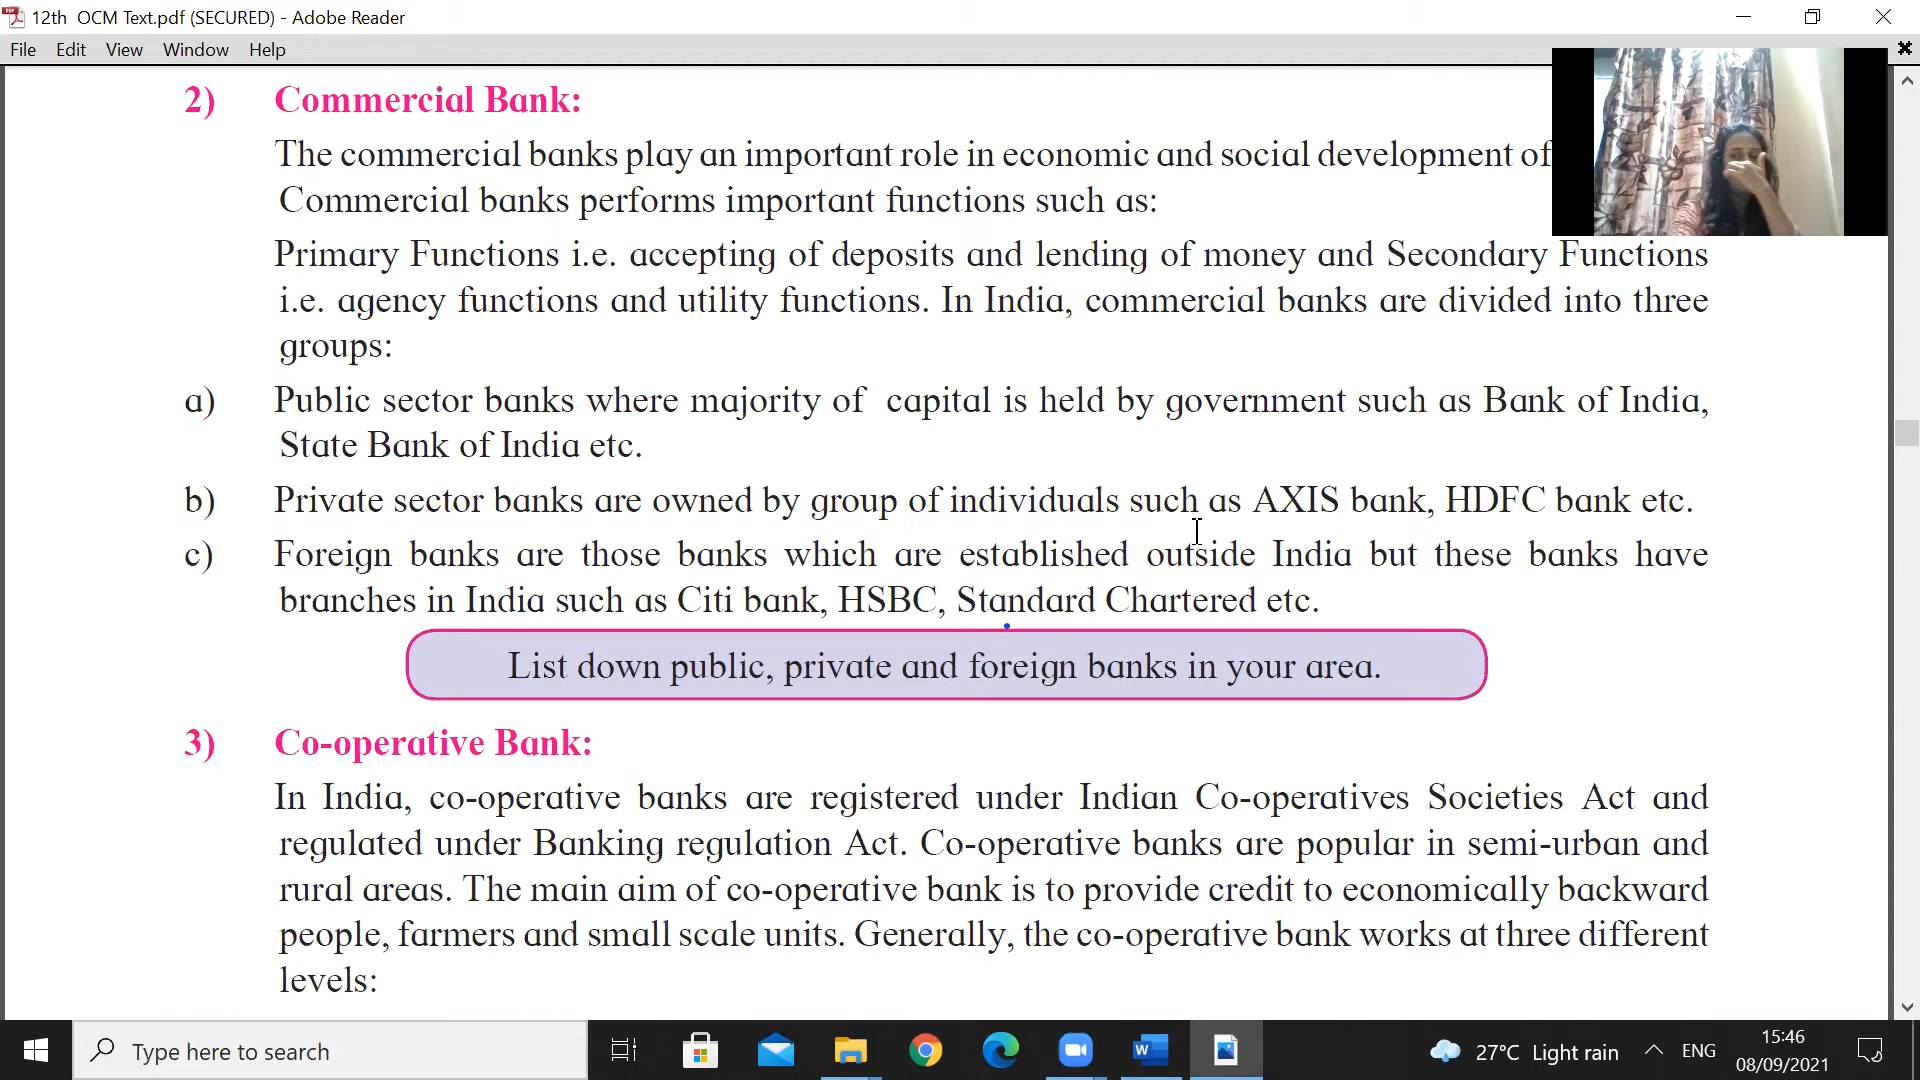 12th OCM Text.pdf (SECURED) - Adobe Reader
File Edit View Window Help
2) Commercial Bank:
The commercial banks play an important role in economic and social development of
Commercial banks performs important functions such as:
Primary Functions i.e. accepting of deposits and lending of money and Secondary Functions
i.e. agency functions and utility functions. In India, commercial banks are divided into three
groups:
a) Public sector banks where majority of capital is held by government such as Bank of India,
State Bank of India etc.
b) Private sector banks are owned by group of individuals such as AXIS bank, HDFC bank etc.
c) Foreign banks are those banks which are established outside India but these banks have
branches in India such as Citi bank, HSBC, Standard Chartered etc.
List down public, private and foreign banks in your area.
3) Co-operative Bank:
In India, co-operative banks are registered under Indian Co-operatives Societies Act and
regulated under Banking regulation Act. Co-operative banks are popular in semi-urban and
rural areas. The main aim of co-operative bank is to provide credit to economically backward
people, farmers and small scale units. Generally, the co-operative bank works at three different
levels:
Type here to search
27°C Light rain
ENG
15:46
08/09/2021